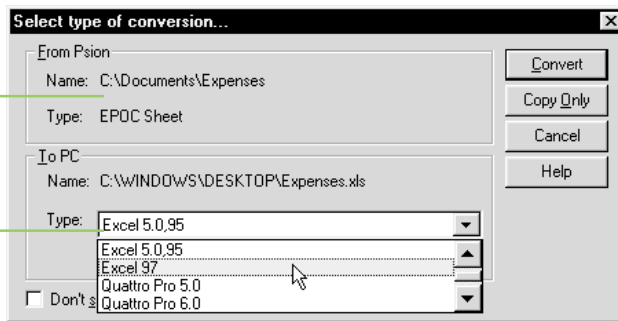 Select type of conversion...
From Psion
Name: C:\Documents\Expenses
Type: EPOC Sheet
To PC
Name: C:\WINDOWS\DESKTOP\Expenses.xls
Type: Excel 5.0,95
Excel 5.0,95
Excel 97
Quattro Pro 5.0
Quattro Pro 6.0
Don't s
Convert
Copy Only
Cancel
Help